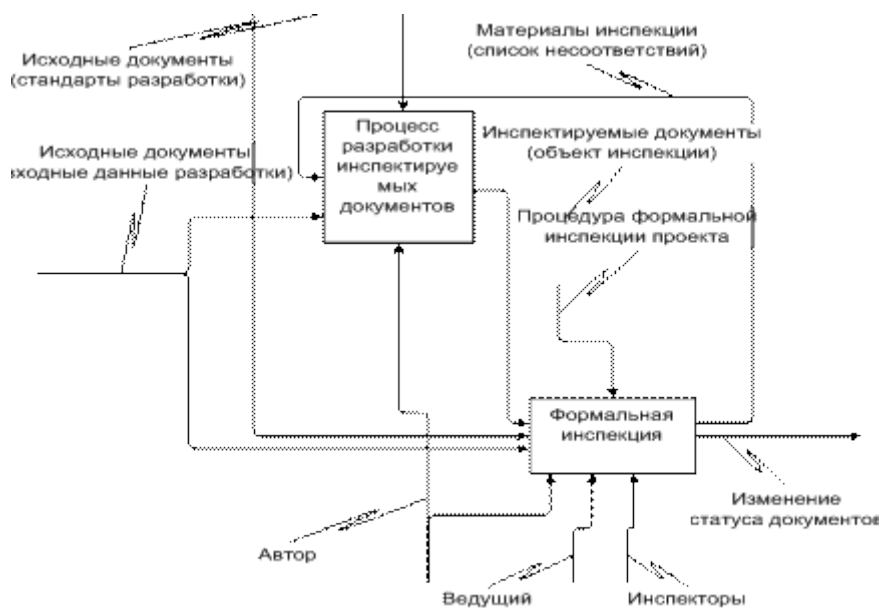 Исходные документы
(стандарты разработки)
Материалы инспекции
(список несоответствий)
Исходные документы
входные данные разработки)
Процесс
разработки
инспектируе
мых
документов
Инспектируемые документы
(объект инспекции)
Процедура формальной
инспекции проекта
Формальная
инспекция
Изменение
статуса документов
Автор
Ведущий
Инспекторы